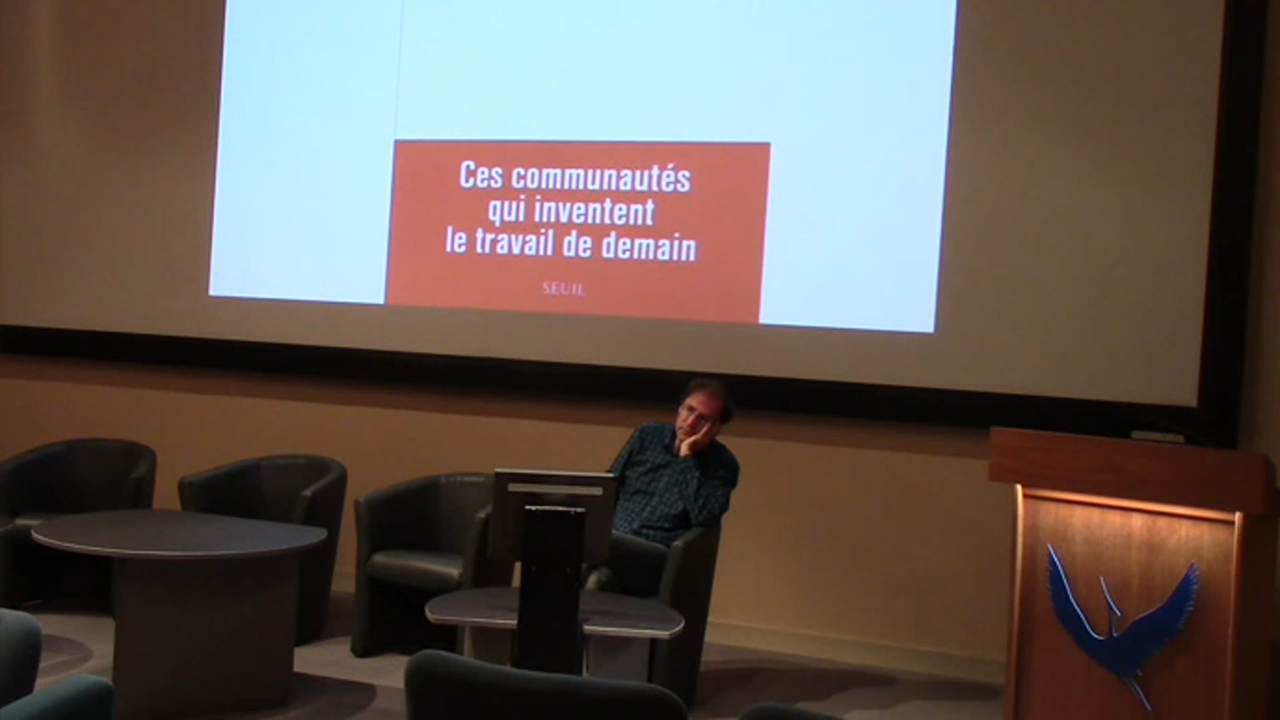 Ces communautés
qui inventent
le travail de demain
SEUIL